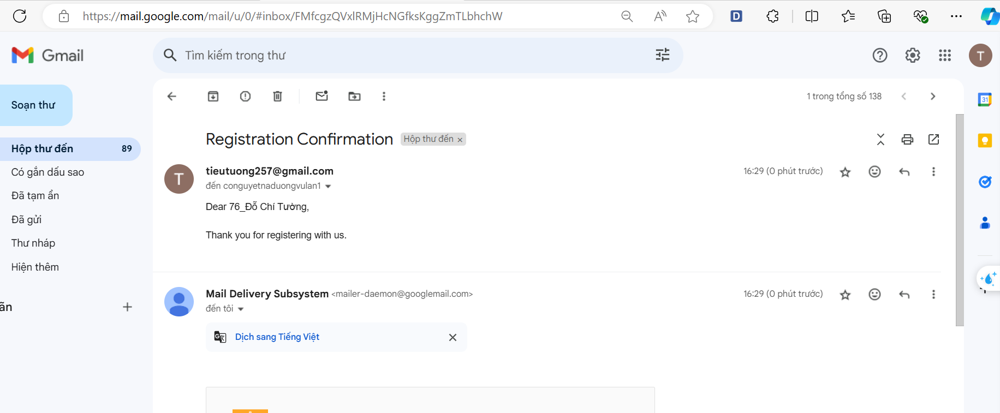 https://mail.google.com/mail/u/0/#inbox/FMfcgzQVxlRMjHcNGfksKggZmTLbhchW
D
Gmail
Tìm kiếm trong thư
T
Soạn thư
1 trong tổng số 138
31
Registration Confirmation Hộp thư đến ×
Hộp thư đến 89
Có gắn dấu sao
Đã tạm ẩn
Đã gửi
Thư nháp
Hiện thêm
ãn
T
tieutuong257@gmail.com 16:29 (0 phút trước)
đến conguyetnaduongvulan1
Dear 76_Đỗ Chí Tường,
Thank you for registering with us.
Mail Delivery Subsystem <mailer-daemon@googlemail.com> 16:29 (0 phút trước)
đến tôi
Dịch sang Tiếng Việt